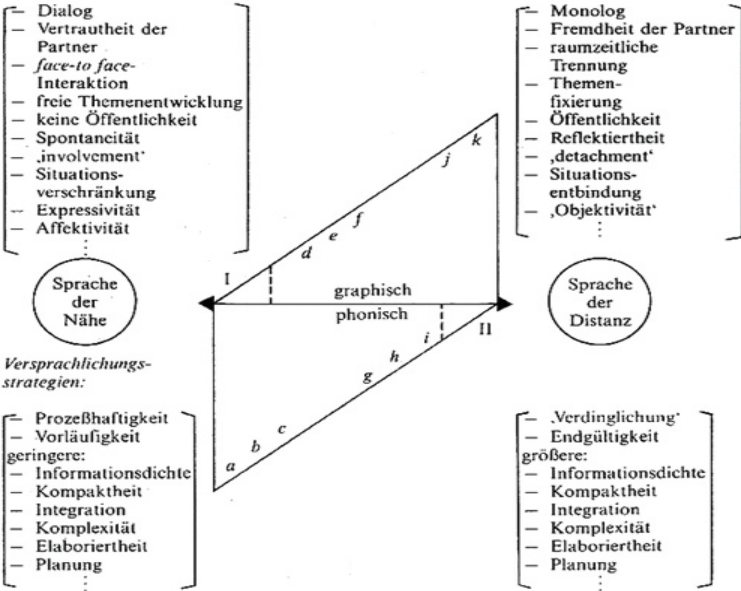 — Dialog
— Vertrautheit der
Partner
— face-to face-
Interaktion
— freie Themenentwicklung
— keine Öffentlichkeit
— Spontaneität
— ‚involvement‘
— Situations-
verschränkung
— Expressivität
— Affektivität
⋮
— Monolog
— Fremdheit der Partner
— raumzeitliche
Trennung
— Themen-
fixierung
— Öffentlichkeit
— Reflektiertheit
— ‚detachment‘
— Situations-
entbindung
— ‚Objektivität‘
⋮
k
j
f
e
d
I
Sprache
der
Nähe
graphisch
phonisch
Sprache
der
Distanz
II
i
h
g
c
b
a
Versprachlichungs-
strategien:
— Prozeßhaftigkeit
— Vorläufigkeit
geringere:
— Informationsdichte
— Kompaktheit
— Integration
— Komplexität
— Elaboriertheit
— Planung
⋮
— ‚Verdinglichung‘
— Endgültigkeit
größere:
— Informationsdichte
— Kompaktheit
— Integration
— Komplexität
— Elaboriertheit
— Planung
⋮